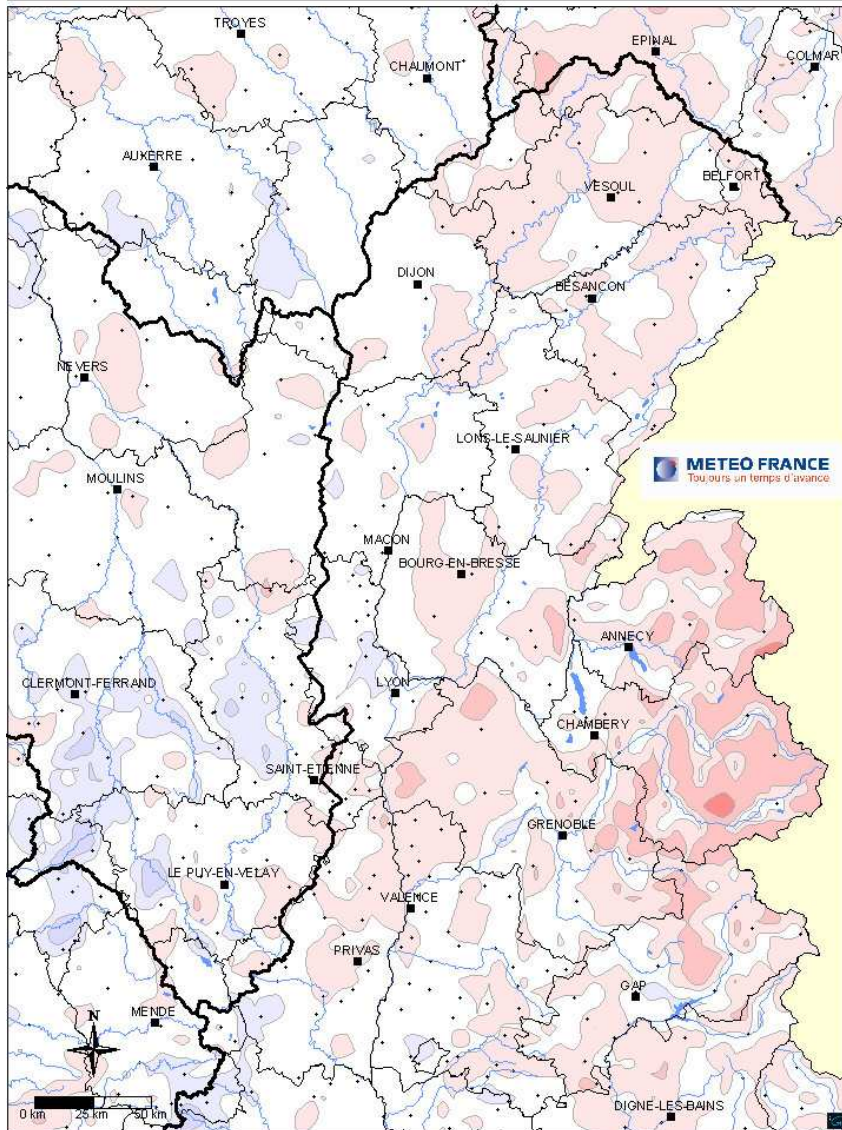 TROYES
EPINAL
CHAUMONT
COLMAR
AUXERRE
VESOUL
BELFORT
DIJON
BESANCON
NEVERS
LONS-LE-SAUNIER
METEO FRANCE
Toujours un temps d'avance
MOULINS
MACON
BOURG-EN-BRESSE
ANNECY
CLERMONT-FERRAND
LYON
CHAMBERY
SAINT-ETIENNE
GRENOBLE
LE PUY-EN-VELAY
VALENCE
PRIVAS
GAP
MENDE
N
0 km 25 km 50 km
DIGNE-LES-BAINS